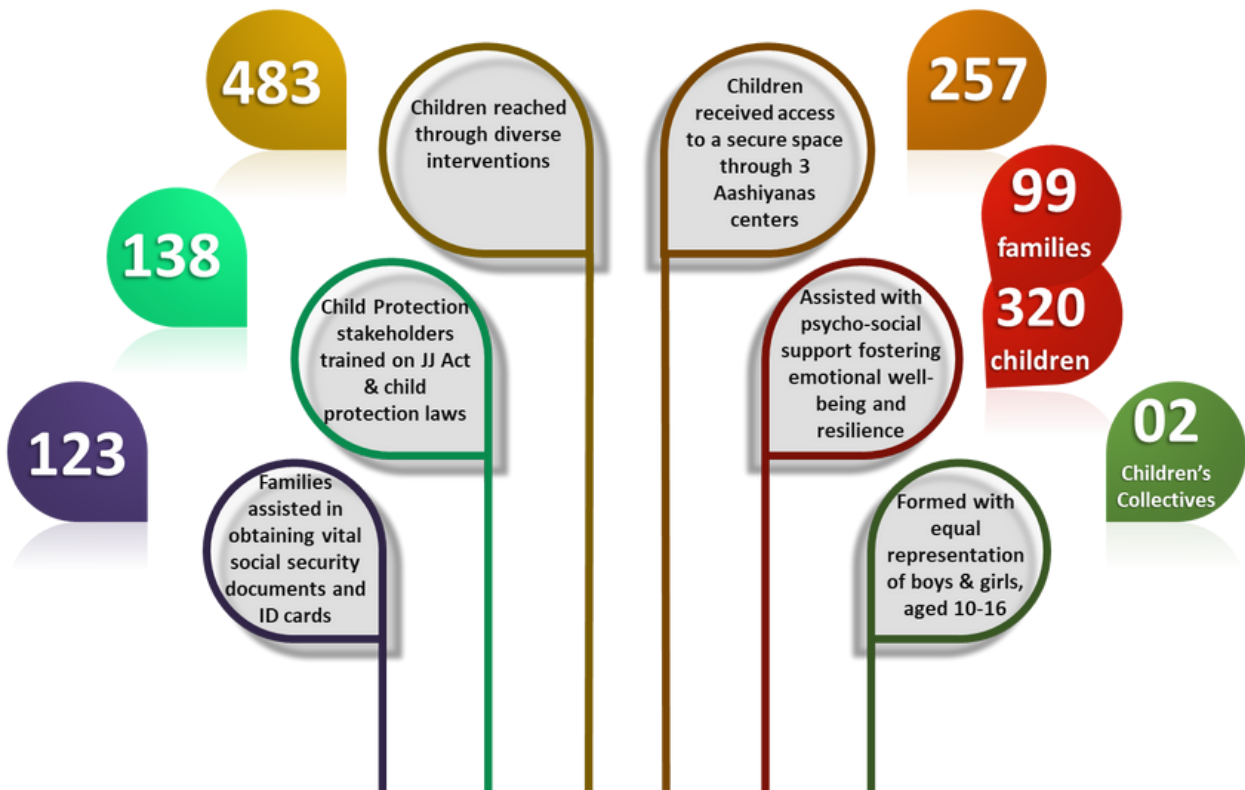 483
Children reached
through diverse
interventions
138
Child Protection
stakeholders
trained on JJ Act
& child
protection laws
123
Families
assisted in
obtaining vital
social security
documents and
ID cards
Children
received access
to a secure space
through 3
Aashiyanas
centers
257
Assisted with
psycho-social
support fostering
emotional well-
being and
resilience
99
families
320
children
Formed with
equal
representation
of boys & girls,
aged 10-16
02
Children's
Collectives